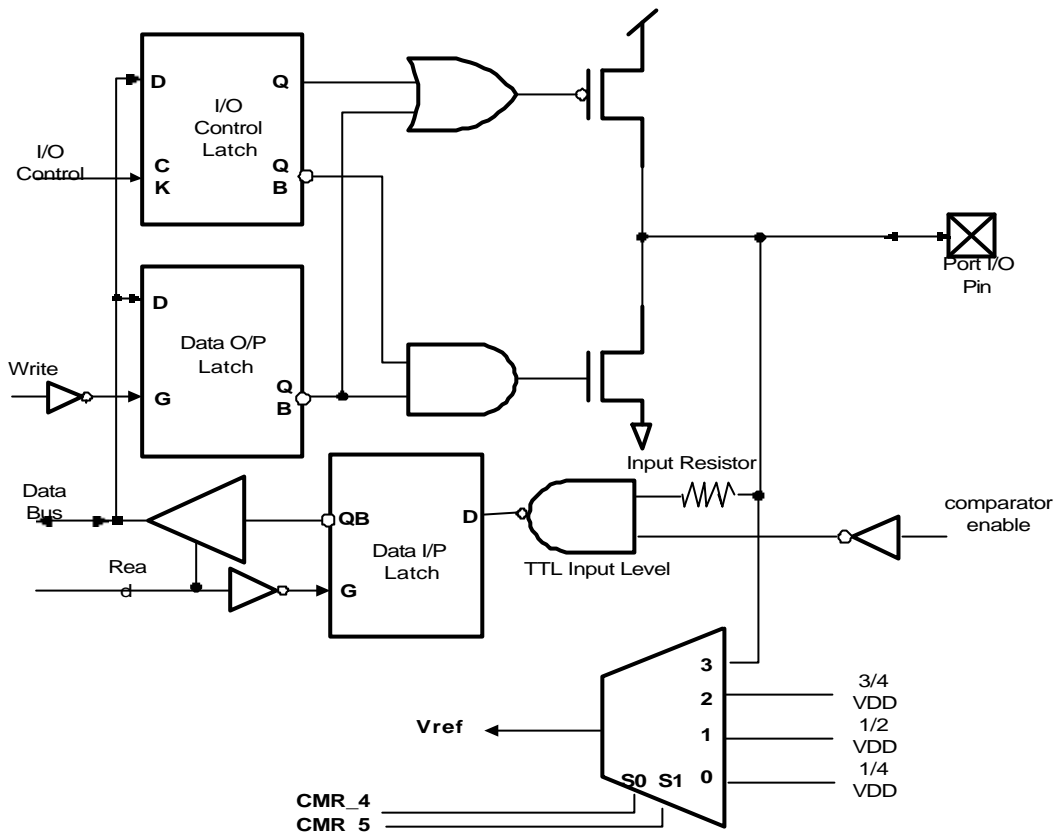 D
Q
I/O
Control
Latch
I/O
Control
C
K
Q
B
Port I/O
Pin
D
Data O/P
Latch
Write
G
Q
B
Input Resistor
Data
Bus
QB
D
comparator
enable
Data I/P
Latch
TTL Input Level
Rea
d
G
3
2
1
0
3/4
VDD
1/2
VDD
1/4
VDD
Vref
S0 S1
CMR_4
CMR_5